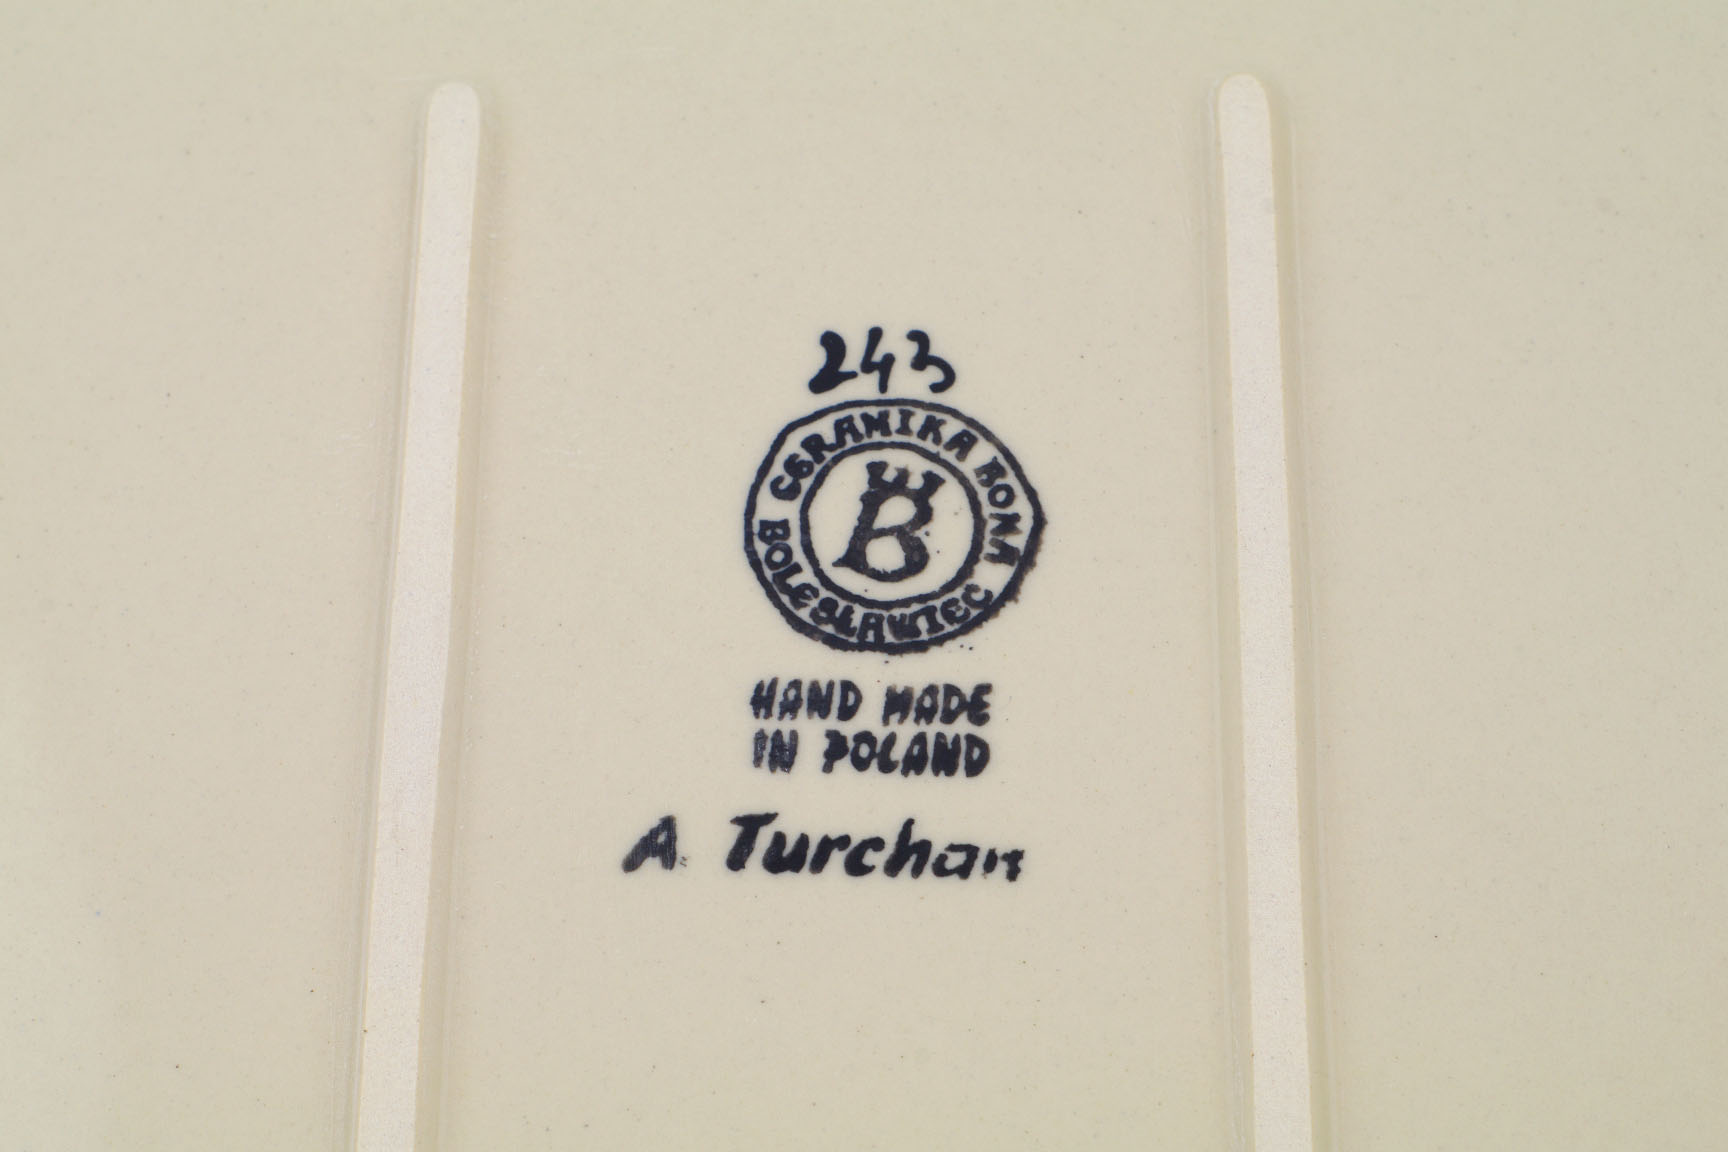 243
CERAMIKA BONA
BOLESŁAWIEC
B
HAND MADE
IN POLAND
A. Turchan